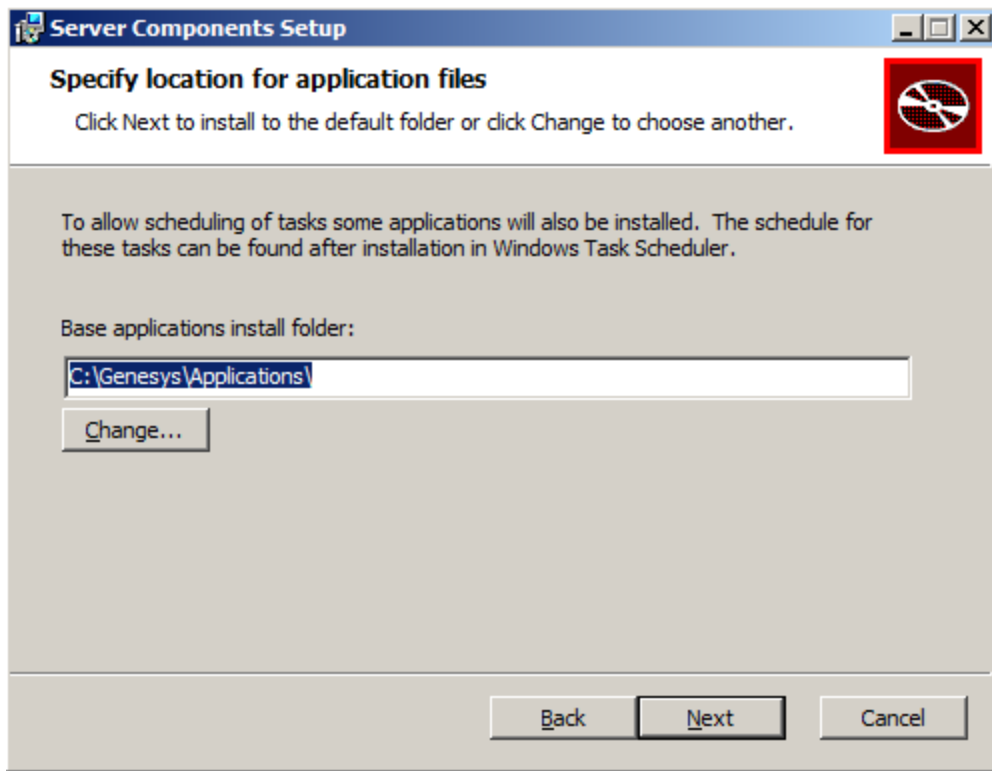 Server Components Setup
Specify location for application files
Click Next to install to the default folder or click Change to choose another.
To allow scheduling of tasks some applications will also be installed.  The schedule for
these tasks can be found after installation in Windows Task Scheduler.
Base applications install folder:
C:\Genesys\Applications\
Change...
Back
Next
Cancel